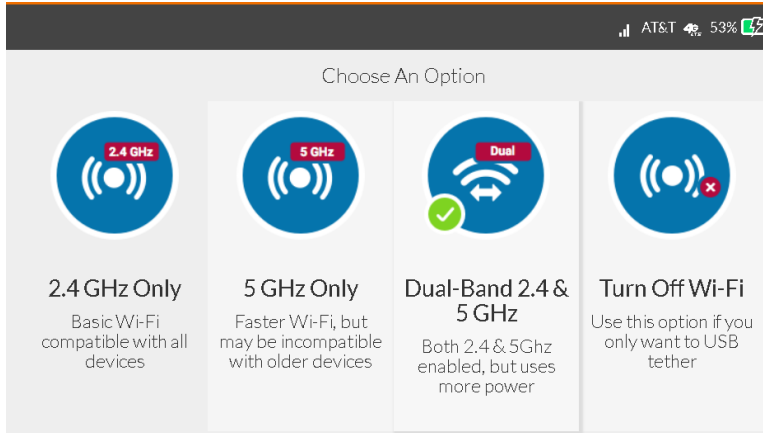 AT&T 4G LTE 53%
Choose An Option
2.4 GHz
5 GHz
Dual
2.4 GHz Only
Basic Wi-Fi
compatible with all
devices
5 GHz Only
Faster Wi-Fi, but
may be incompatible
with older devices
Dual-Band 2.4 &
5 GHz
Both 2.4 & 5Ghz
enabled, but uses
more power
Turn Off Wi-Fi
Use this option if you
only want to USB
tether